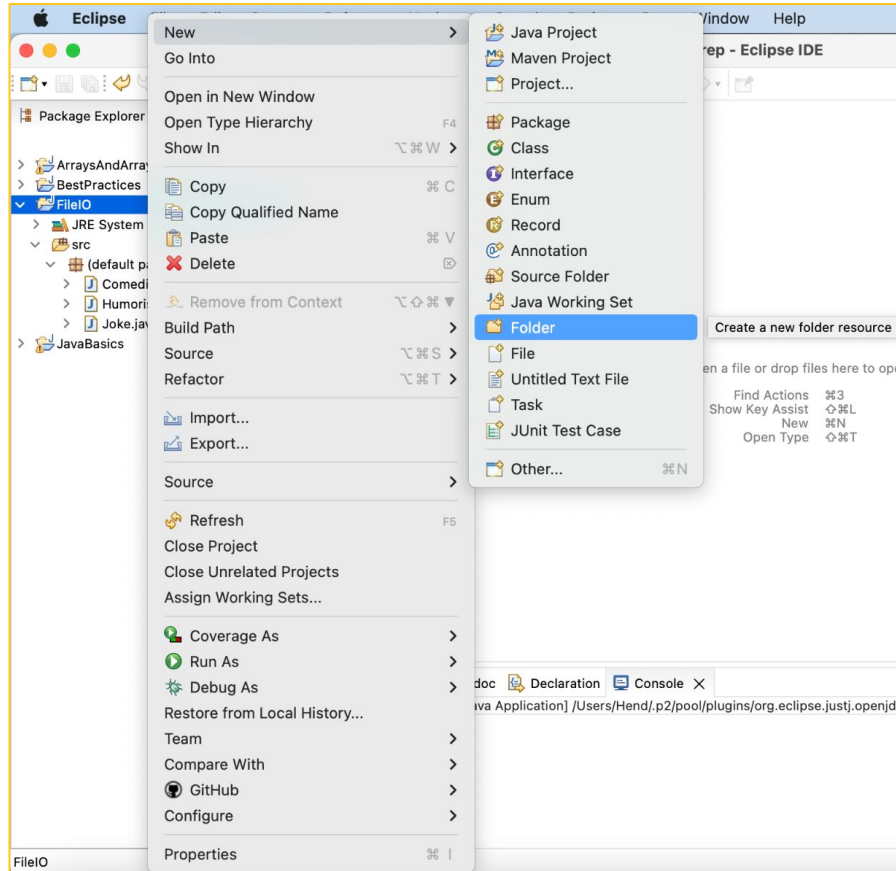 Eclipse
Window Help
rep - Eclipse IDE
Package Explorer
ArraysAndArray
BestPractices
FileIO
JRE System
src
(default pa
Comedi
Humoris
Joke.jav
JavaBasics
New
Go Into
Open in New Window
Open Type Hierarchy F4
Show In ⌥⌘W
Copy ⌘C
Copy Qualified Name
Paste ⌘V
Delete ⌦
Remove from Context ⌥⇧⌘▼
Build Path
Source ⌥⌘S
Refactor ⌥⌘T
Import...
Export...
Source
Refresh F5
Close Project
Close Unrelated Projects
Assign Working Sets...
Coverage As
Run As
Debug As
Restore from Local History...
Team
Compare With
GitHub
Configure
Properties ⌘I
Java Project
Maven Project
Project...
Package
Class
Interface
Enum
Record
Annotation
Source Folder
Java Working Set
Folder
File
Untitled Text File
Task
JUnit Test Case
Other... ⌘N
Create a new folder resource
en a file or drop files here to ope
Find Actions ⌘3
Show Key Assist ⇧⌘L
New ⌘N
Open Type ⇧⌘T
doc Declaration Console
ava Application] /Users/Hend/.p2/pool/plugins/org.eclipse.justj.openjd
FileIO